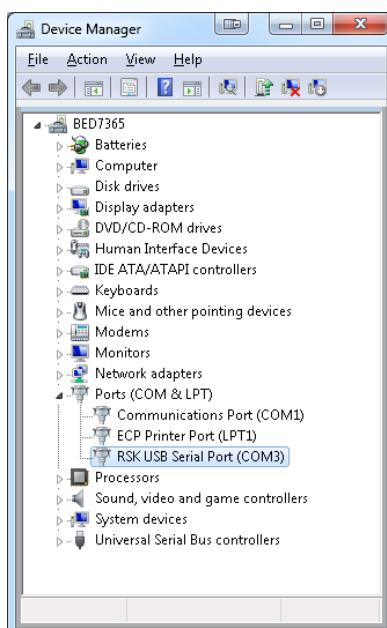 Device Manager
File Action View Help
BED7365
Batteries
Computer
Disk drives
Display adapters
DVD/CD-ROM drives
Human Interface Devices
IDE ATA/ATAPI controllers
Keyboards
Mice and other pointing devices
Modems
Monitors
Network adapters
Ports (COM & LPT)
Communications Port (COM1)
ECP Printer Port (LPT1)
RSK USB Serial Port (COM3)
Processors
Sound, video and game controllers
System devices
Universal Serial Bus controllers